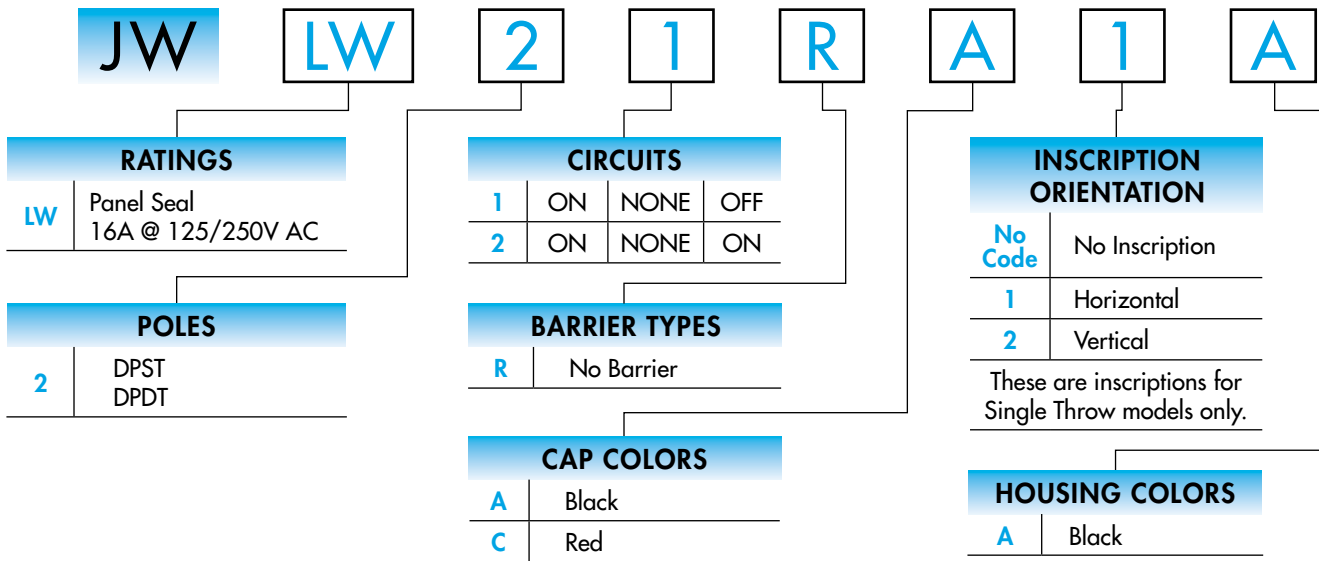 JW LW 2 1 R A 1 A
RATINGS
LW Panel Seal
16A @ 125/250V AC
POLES
2 DPST
DPDT
CIRCUITS
1 ON NONE OFF
2 ON NONE ON
BARRIER TYPES
R No Barrier
CAP COLORS
A Black
C Red
INSCRIPTION
ORIENTATION
No
Code No Inscription
1 Horizontal
2 Vertical
These are inscriptions for
Single Throw models only.
HOUSING COLORS
A Black